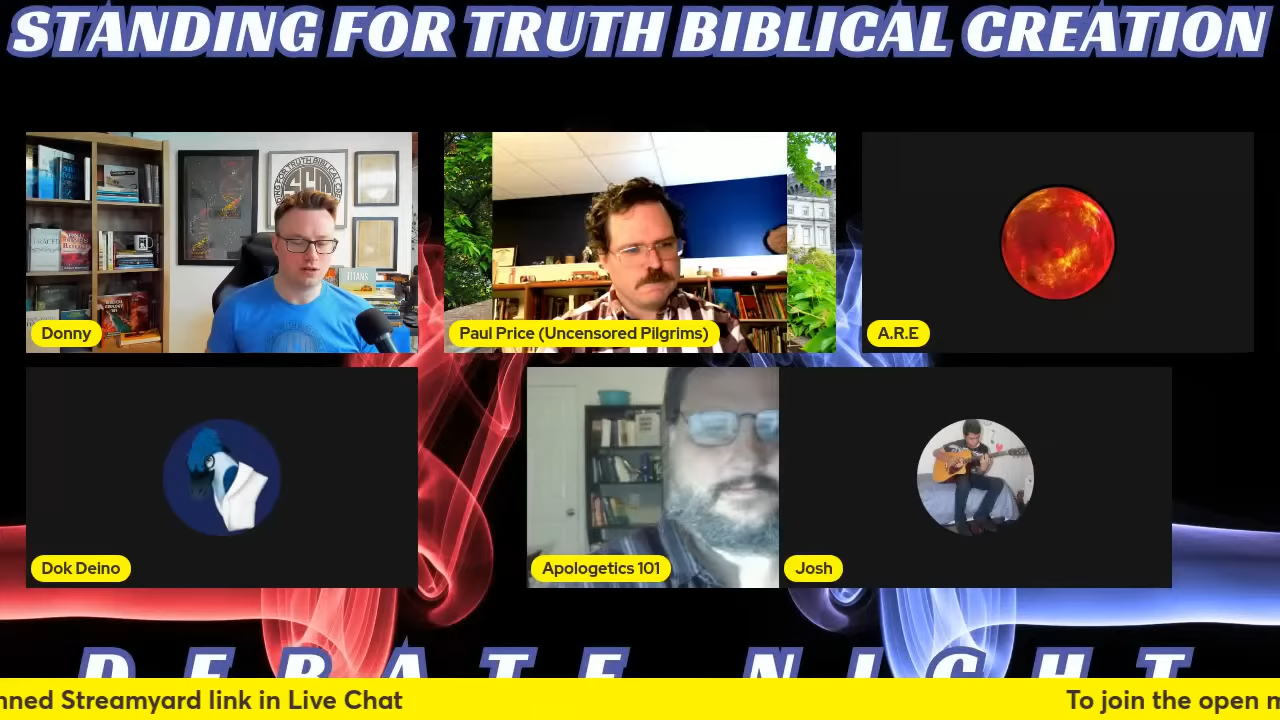 STANDING FOR TRUTH BIBLICAL CREATION
TITANS
Donny
Paul Price (Uncensored Pilgrims)
A.R.E
Dok Deino
Apologetics 101
Josh
DEBATE NIGHT
nned Streamyard link in Live Chat
To join the open m